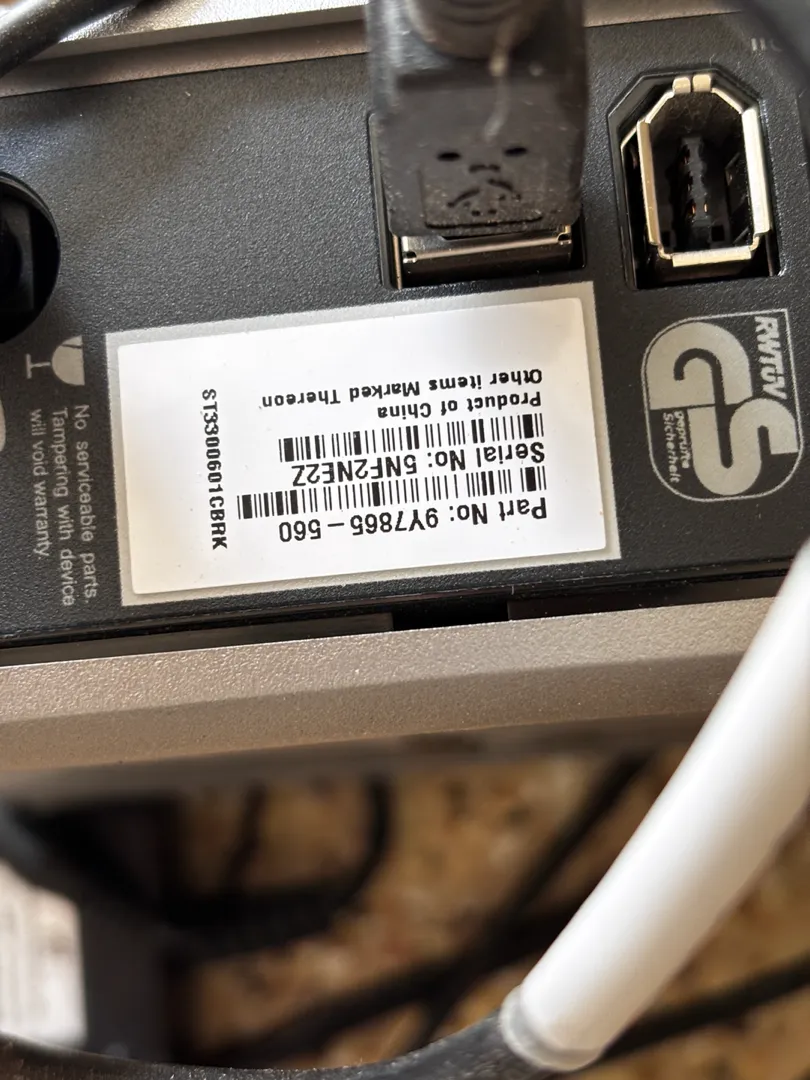 Part No: 9Y7865-560
Serial No: 5NF2NE2Z
Product of China
Other items Marked Thereon
ST3300601CBRK
No serviceable parts.
Tampering with device
will void warranty
RWTÜV
GS
geprüfte
Sicherheit